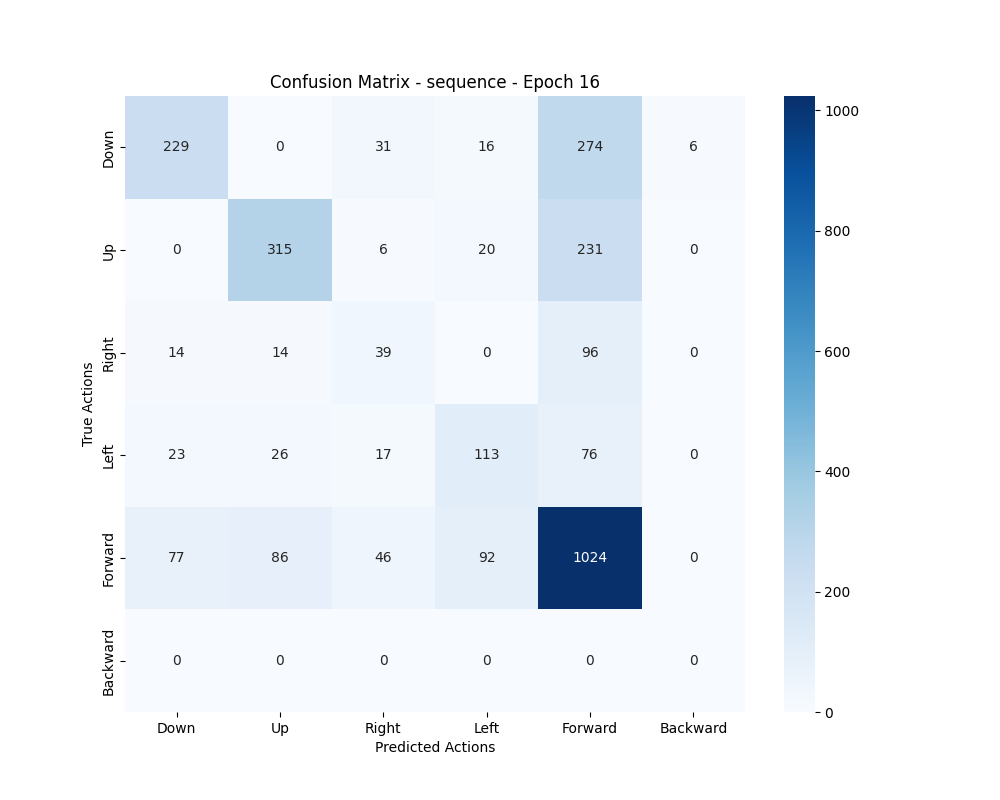 Confusion Matrix - sequence - Epoch 16
True Actions
Down 229 0 31 16 274 6
Up 0 315 6 20 231 0
Right 14 14 39 0 96 0
Left 23 26 17 113 76 0
Forward 77 86 46 92 1024 0
Backward 0 0 0 0 0 0
Down Up Right Left Forward Backward
Predicted Actions
1000
800
600
400
200
0